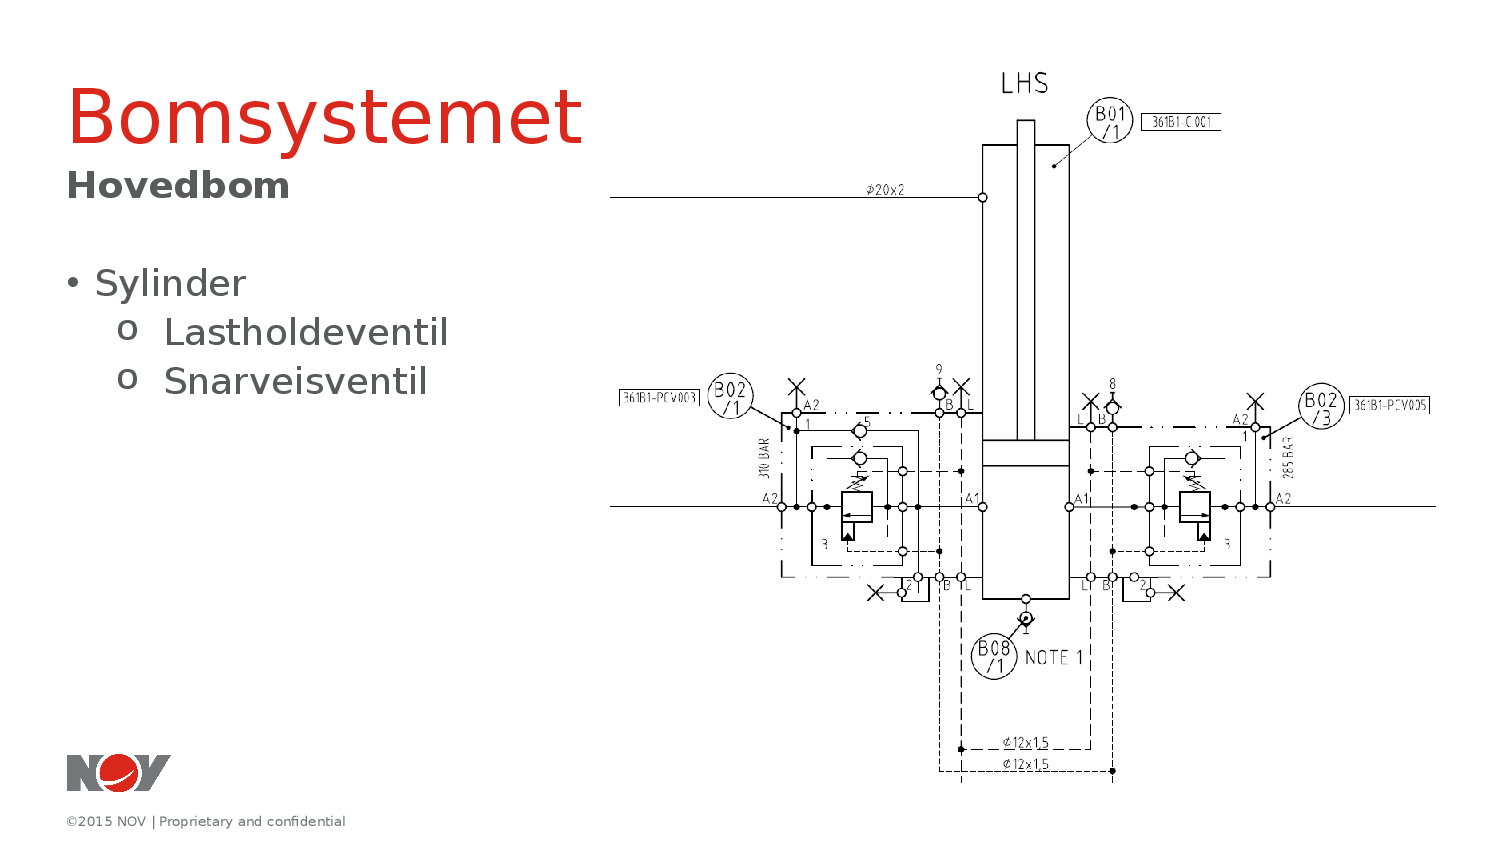 Bomsystemet
Hovedbom
• Sylinder
o Lastholdeventil
o Snarveisventil
LHS
B01
/1
361B1-C001
ø20x2
9
8
361B1-PCV003
B02
/1
A2
1
5
B
L
L
B
A2
1
B02
/3
361B1-PCV005
310 BAR
285 BAR
A2
A1
A1
A2
3
3
2
B
L
L
B
2
B08
/1
NOTE 1
ø12x1,5
ø12x1,5
NOV
©2015 NOV | Proprietary and confidential